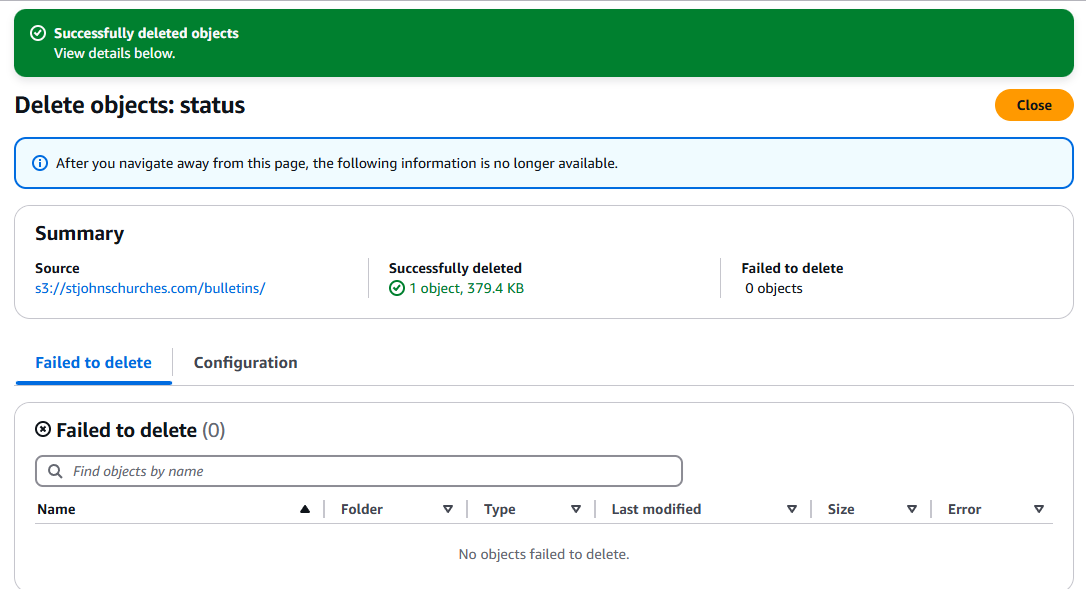 Successfully deleted objects
View details below.
Delete objects: status
Close
After you navigate away from this page, the following information is no longer available.
Summary
Source
s3://stjohnschurches.com/bulletins/
Successfully deleted
1 object, 379.4 KB
Failed to delete
0 objects
Failed to delete
Configuration
Failed to delete (0)
Find objects by name
Name Folder Type Last modified Size Error
No objects failed to delete.